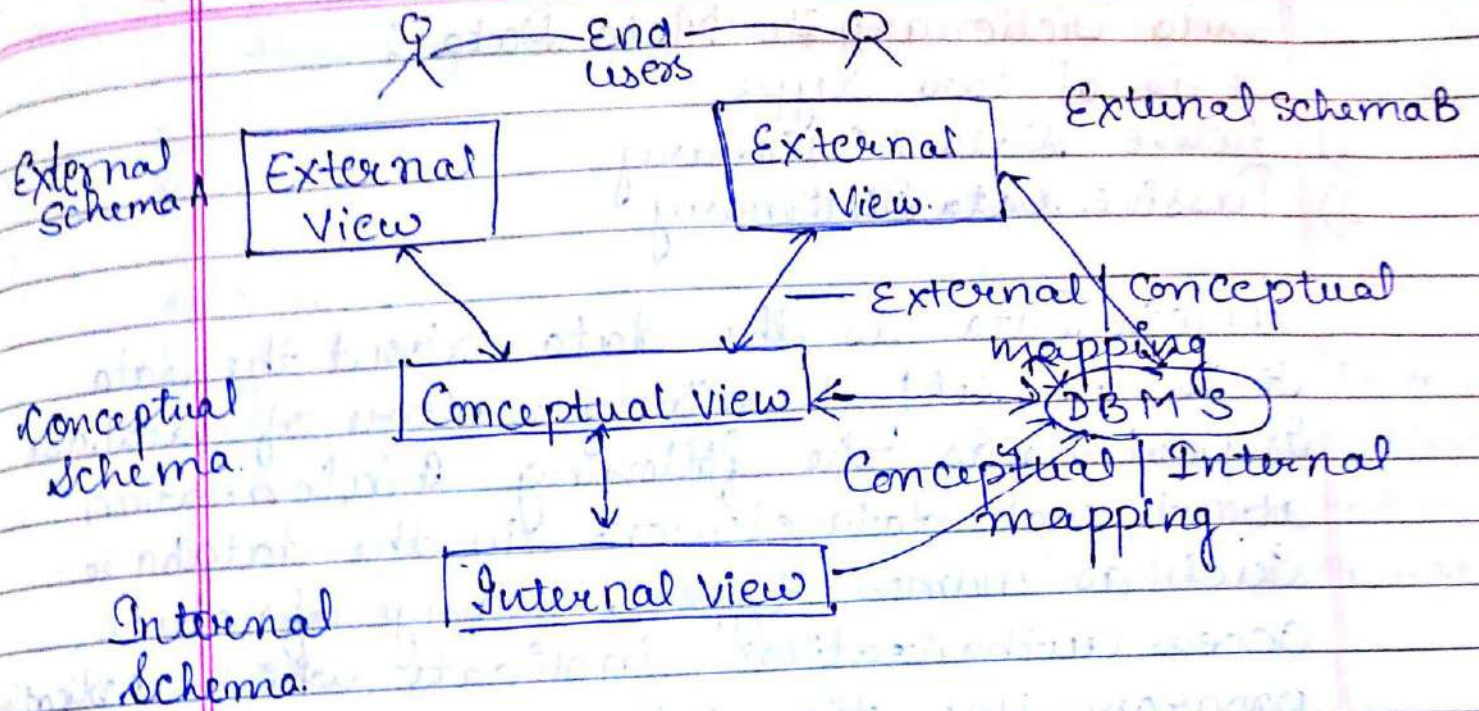 End
users
External
Schema A
External
View
External
View.
External Schema B
External | Conceptual
mapping
Conceptual
Schema.
Conceptual View
DBMS
Conceptual | Internal
mapping.
Internal View
Internal
Schema.